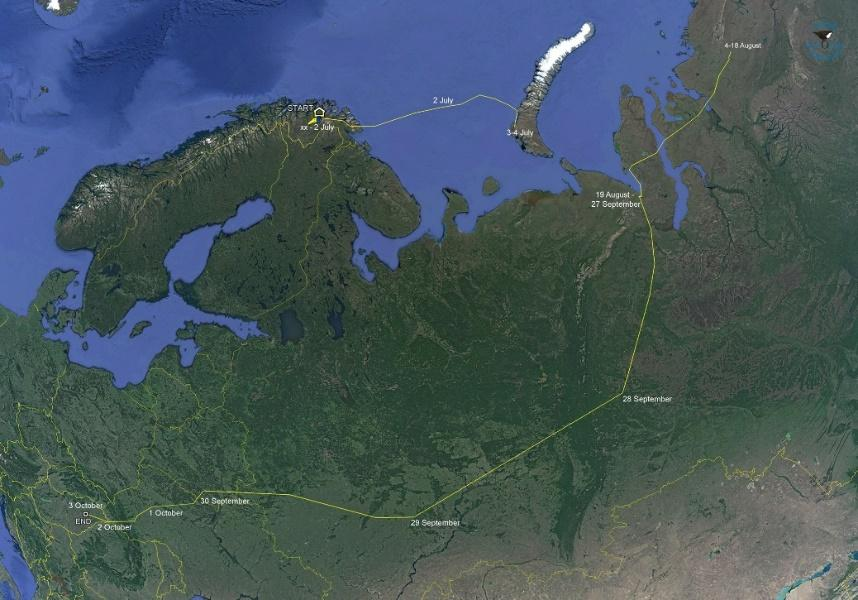 4-18 August
START
2 July
xx - 2 July
3-4 July
19 August -
27 September
28 September
30 September
3 October
1 October
END
2 October
29 September